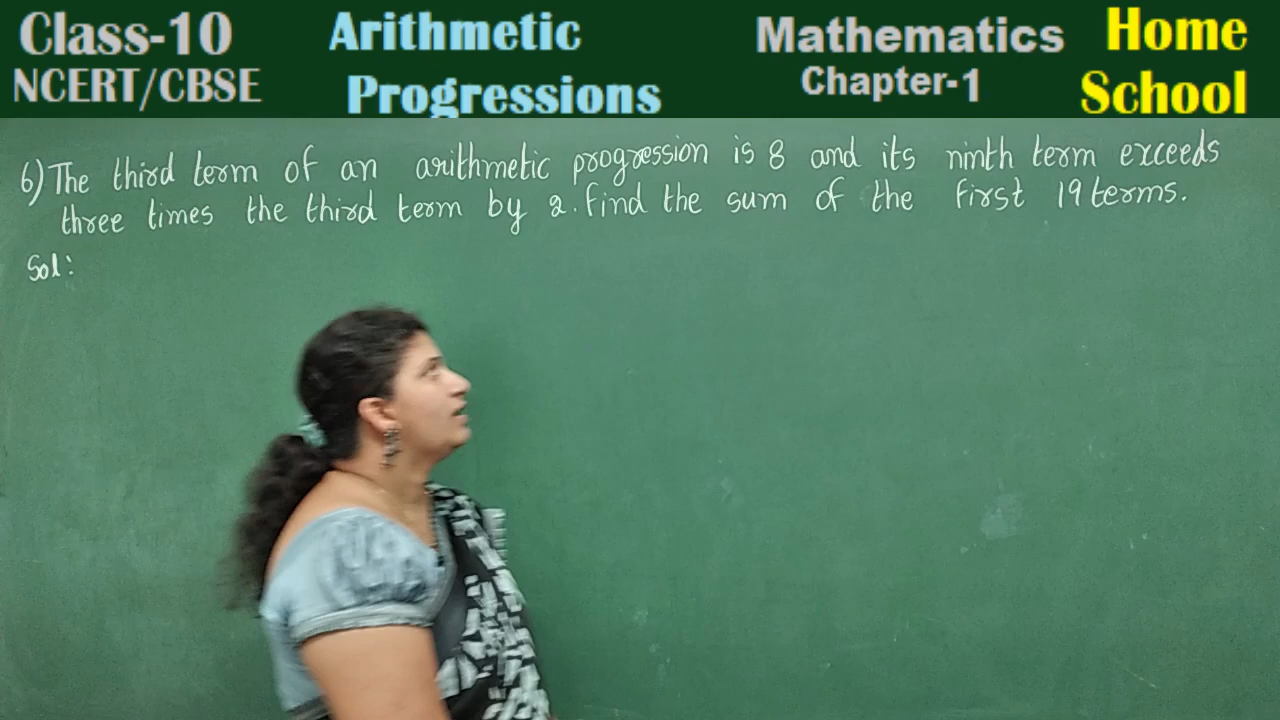 Class-10
NCERT/CBSE
Arithmetic
Progressions
Mathematics
Chapter-1
Home
School
6) The third term of an arithmetic progression is 8 and its ninth term exceeds
three times the third term by 2. Find the sum of the first 19 terms.
Sol: